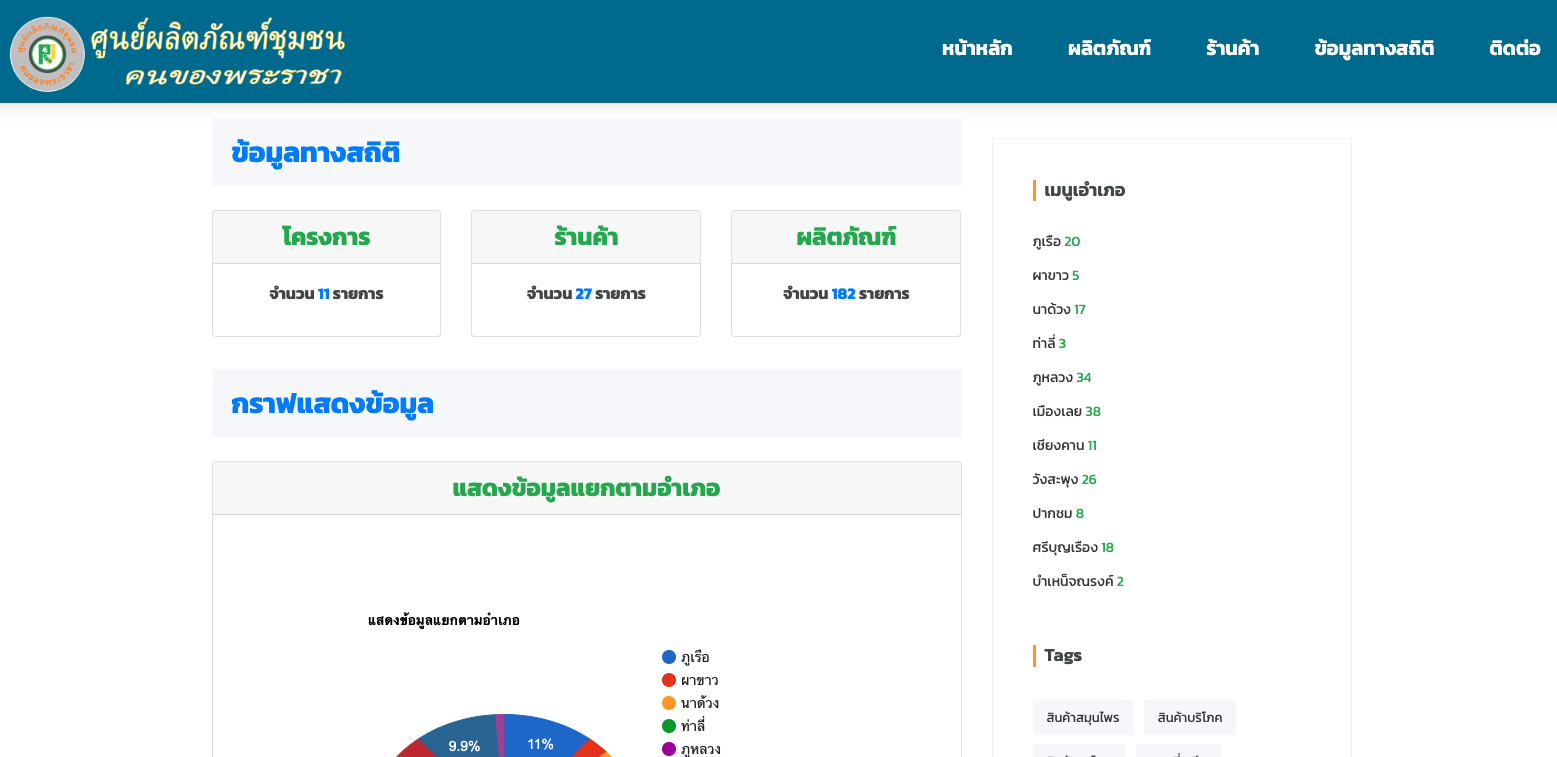 ศูนย์ผลิตภัณฑ์ชุมชน
คนของพระราชา
หน้าหลัก ผลิตภัณฑ์ ร้านค้า ข้อมูลทางสถิติ ติดต่อ
ข้อมูลทางสถิติ
โครงการ
จำนวน 11 รายการ
ร้านค้า
จำนวน 27 รายการ
ผลิตภัณฑ์
จำนวน 182 รายการ
กราฟแสดงข้อมูล
แสดงข้อมูลแยกตามอำเภอ
แสดงข้อมูลแยกตามอำเภอ
ภูเรือ
ผาขาว
นาด้วง
ท่าลี่
ภูหลวง
9.9%
11%
เมนูอำเภอ
ภูเรือ 20
ผาขาว 5
นาด้วง 17
ท่าลี่ 3
ภูหลวง 34
เมืองเลย 38
เชียงคาน 11
วังสะพุง 26
ปากชม 8
ศรีบุญเรือง 18
บำเหน็จณรงค์ 2
Tags
สินค้าสมุนไพร สินค้าบริโภค